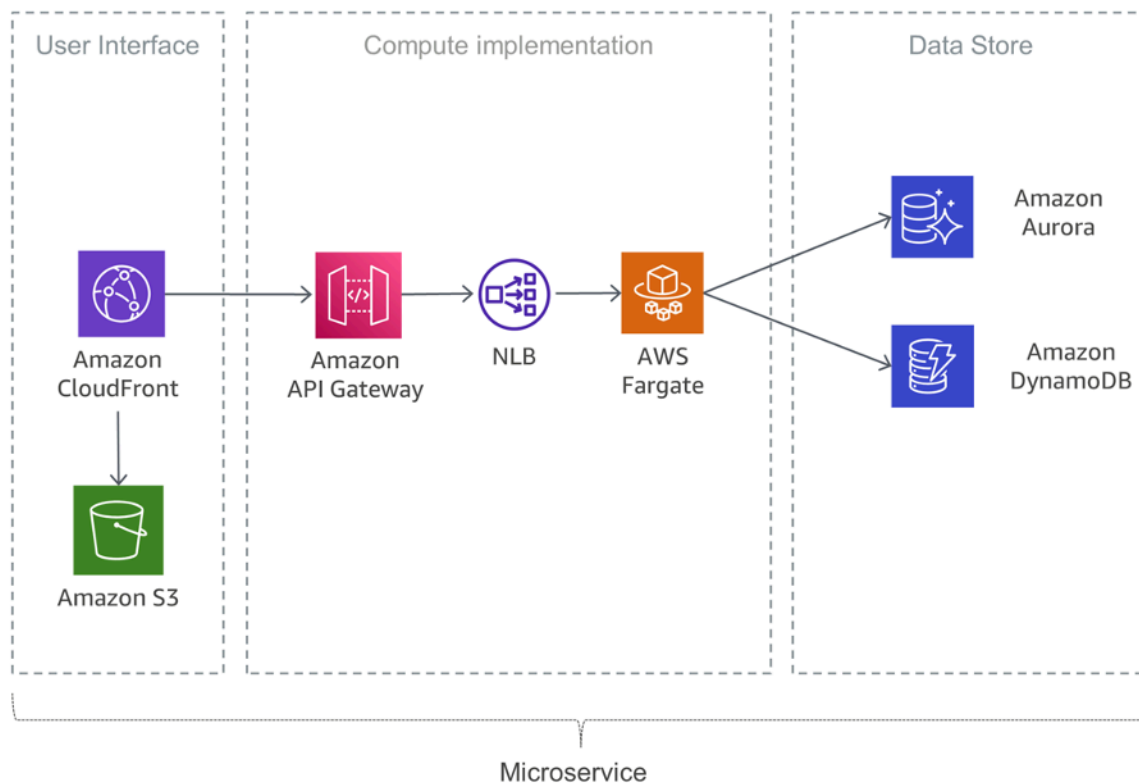 User Interface
Compute implementation
Data Store
Amazon
Aurora
</>
Amazon
CloudFront
Amazon
API Gateway
NLB
AWS
Fargate
Amazon
DynamoDB
Amazon S3
Microservice